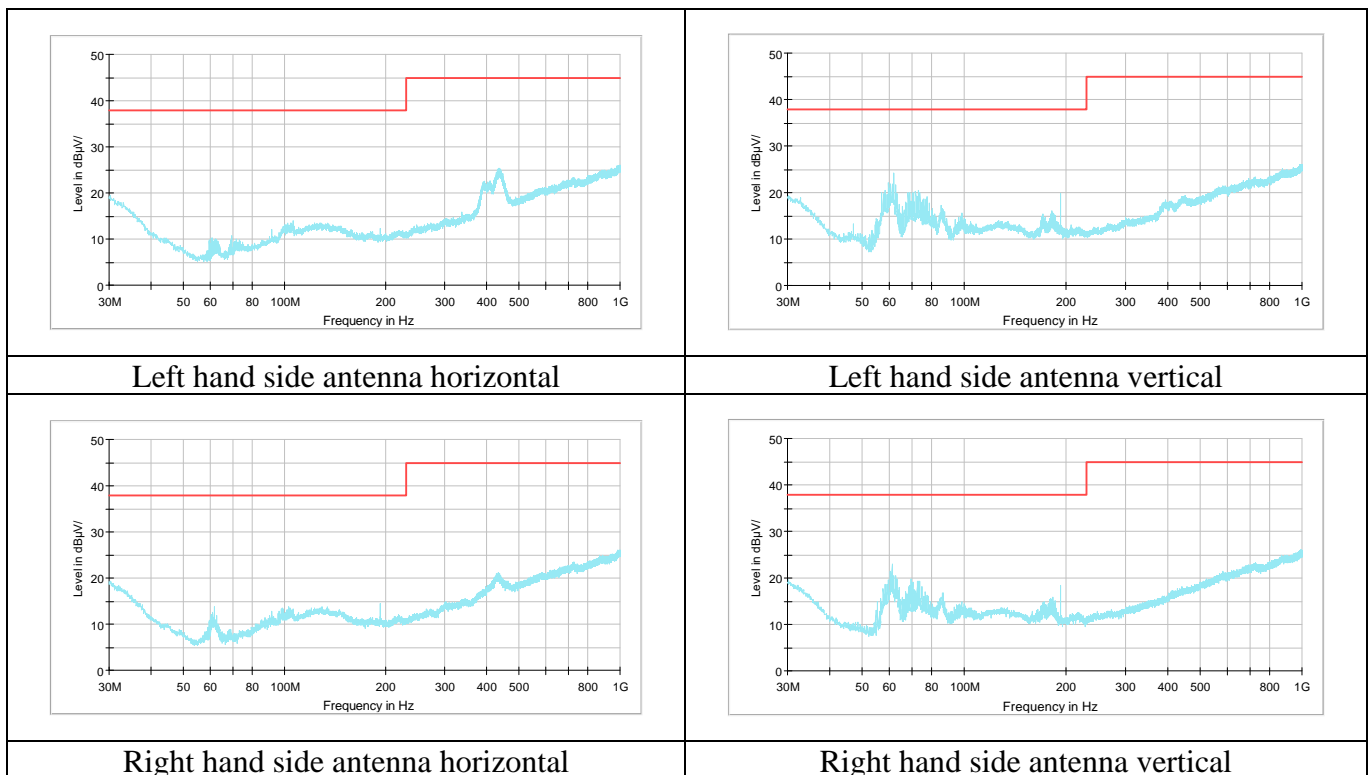 50
40
30
20
10
0
Level in dBµV/
30M 50 60 80 100M 200 300 400 500 800 1G
Frequency in Hz
50
40
30
20
10
0
Level in dBµV/
30M 50 60 80 100M 200 300 400 500 800 1G
Frequency in Hz
Left hand side antenna horizontal
Left hand side antenna vertical
50
40
30
20
10
0
Level in dBµV/
30M 50 60 80 100M 200 300 400 500 800 1G
Frequency in Hz
50
40
30
20
10
0
Level in dBµV/
30M 50 60 80 100M 200 300 400 500 800 1G
Frequency in Hz
Right hand side antenna horizontal
Right hand side antenna vertical